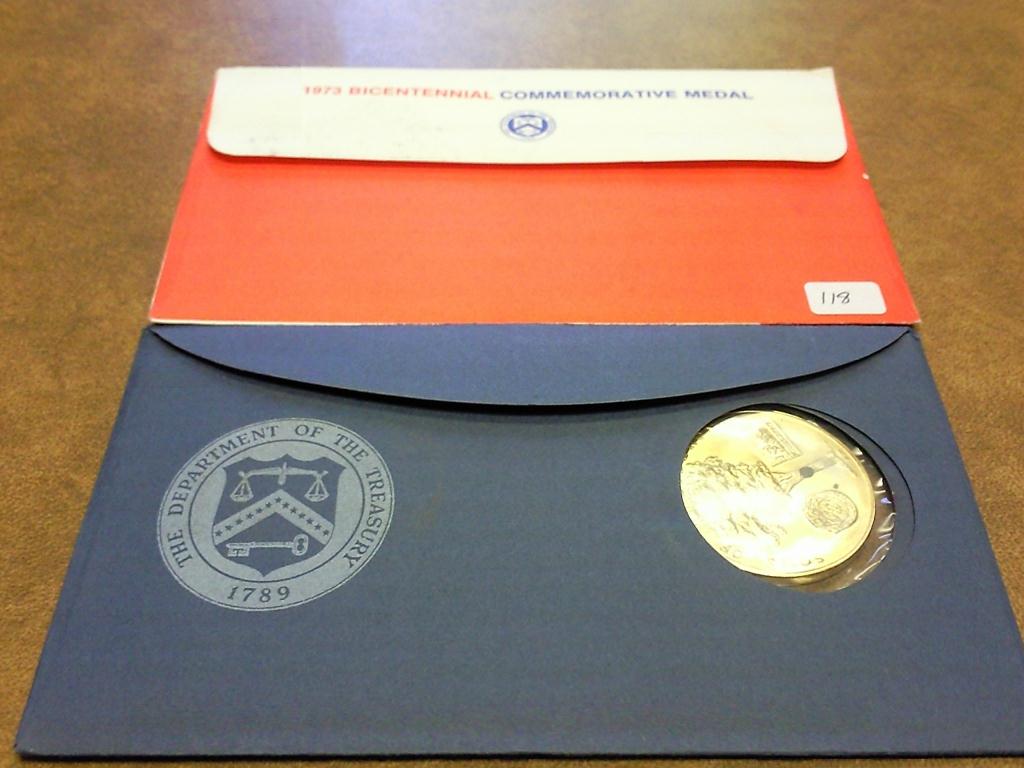 1973 BICENTENNIAL COMMEMORATIVE MEDAL
118
THE DEPARTMENT OF THE TREASURY
1789